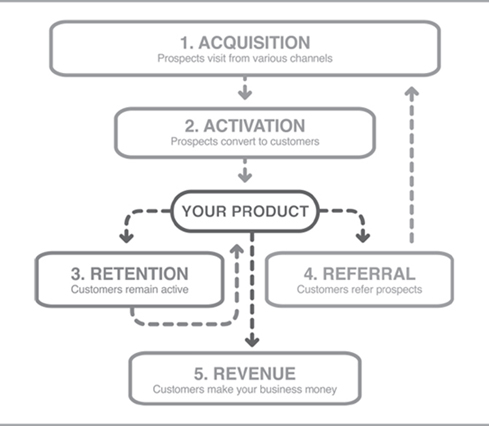 1. ACQUISITION
Prospects visit from various channels
2. ACTIVATION
Prospects convert to customers
YOUR PRODUCT
3. RETENTION
Customers remain active
4. REFERRAL
Customers refer prospects
5. REVENUE
Customers make your business money